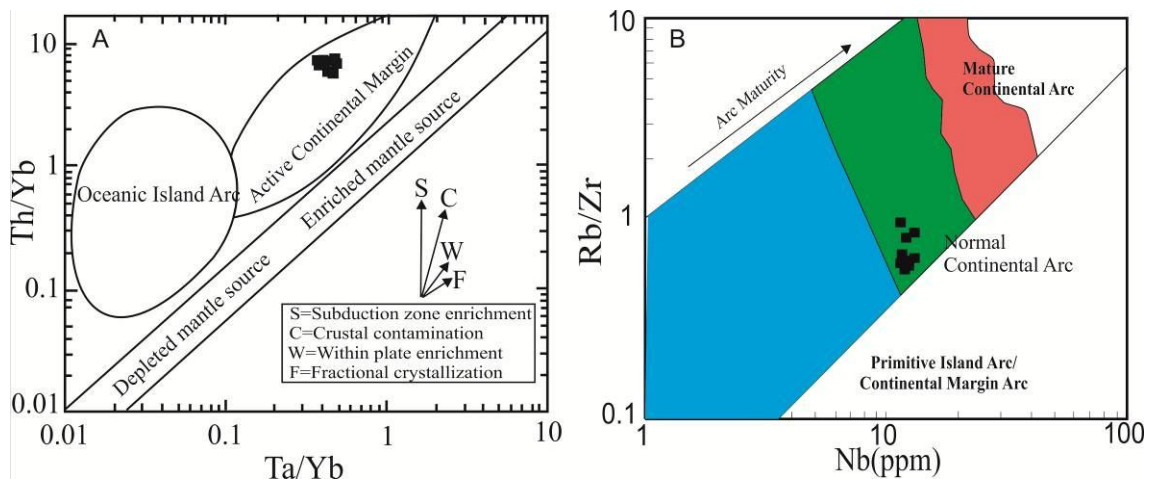 A
10
1
0.1
0.01
Th/Yb
Oceanic Island Arc
Active Continental Margin
Enriched mantle source
Depleted mantle source
S
C
W
F
S=Subduction zone enrichment
C=Crustal contamination
W=Within plate enrichment
F=Fractional crystallization
0.01
0.1
1
10
Ta/Yb
B
10
1
0.1
Rb/Zr
Arc Maturity
Mature
Continental Arc
Normal
Continental Arc
Primitive Island Arc/
Continental Margin Arc
1
10
100
Nb(ppm)